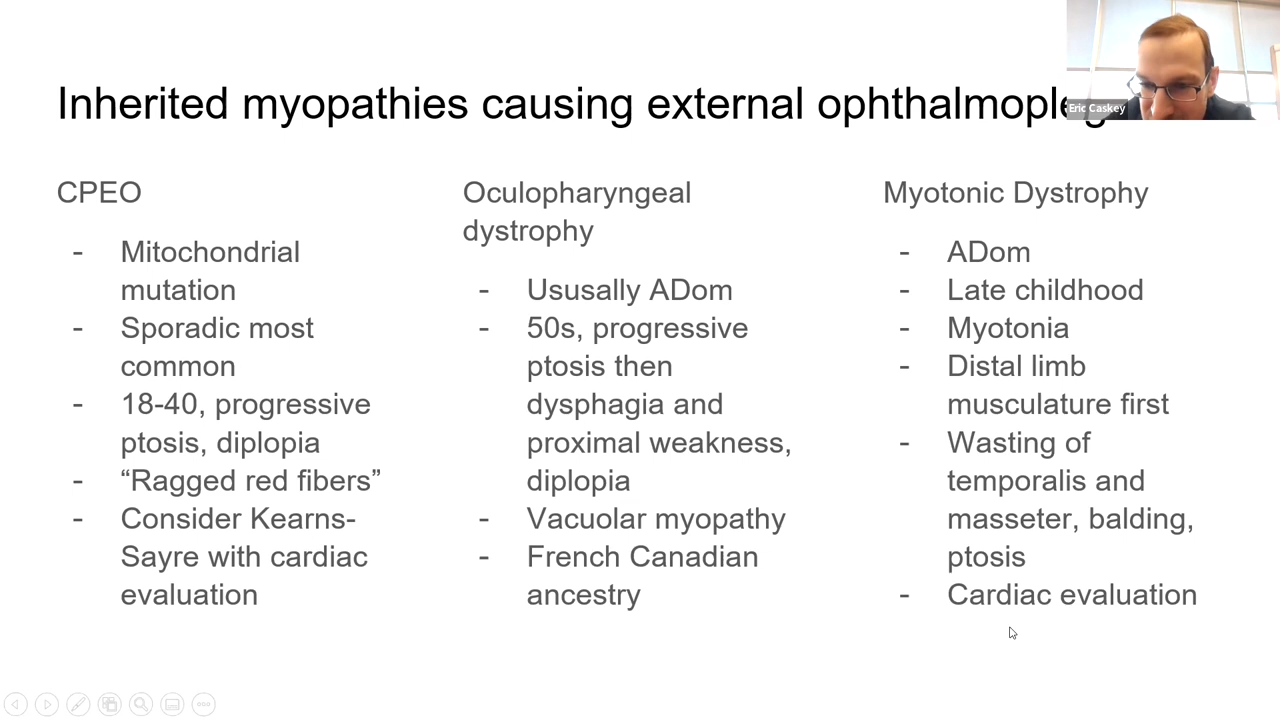 Inherited myopathies causing external ophthalmopleg
Eric Caskey
CPEO
- Mitochondrial
mutation
- Sporadic most
common
- 18-40, progressive
ptosis, diplopia
- “Ragged red fibers”
- Consider Kearns-
Sayre with cardiac
evaluation
Oculopharyngeal
dystrophy
- Ususally ADom
- 50s, progressive
ptosis then
dysphagia and
proximal weakness,
diplopia
- Vacuolar myopathy
- French Canadian
ancestry
Myotonic Dystrophy
- ADom
- Late childhood
- Myotonia
- Distal limb
musculature first
- Wasting of
temporalis and
masseter, balding,
ptosis
- Cardiac evaluation